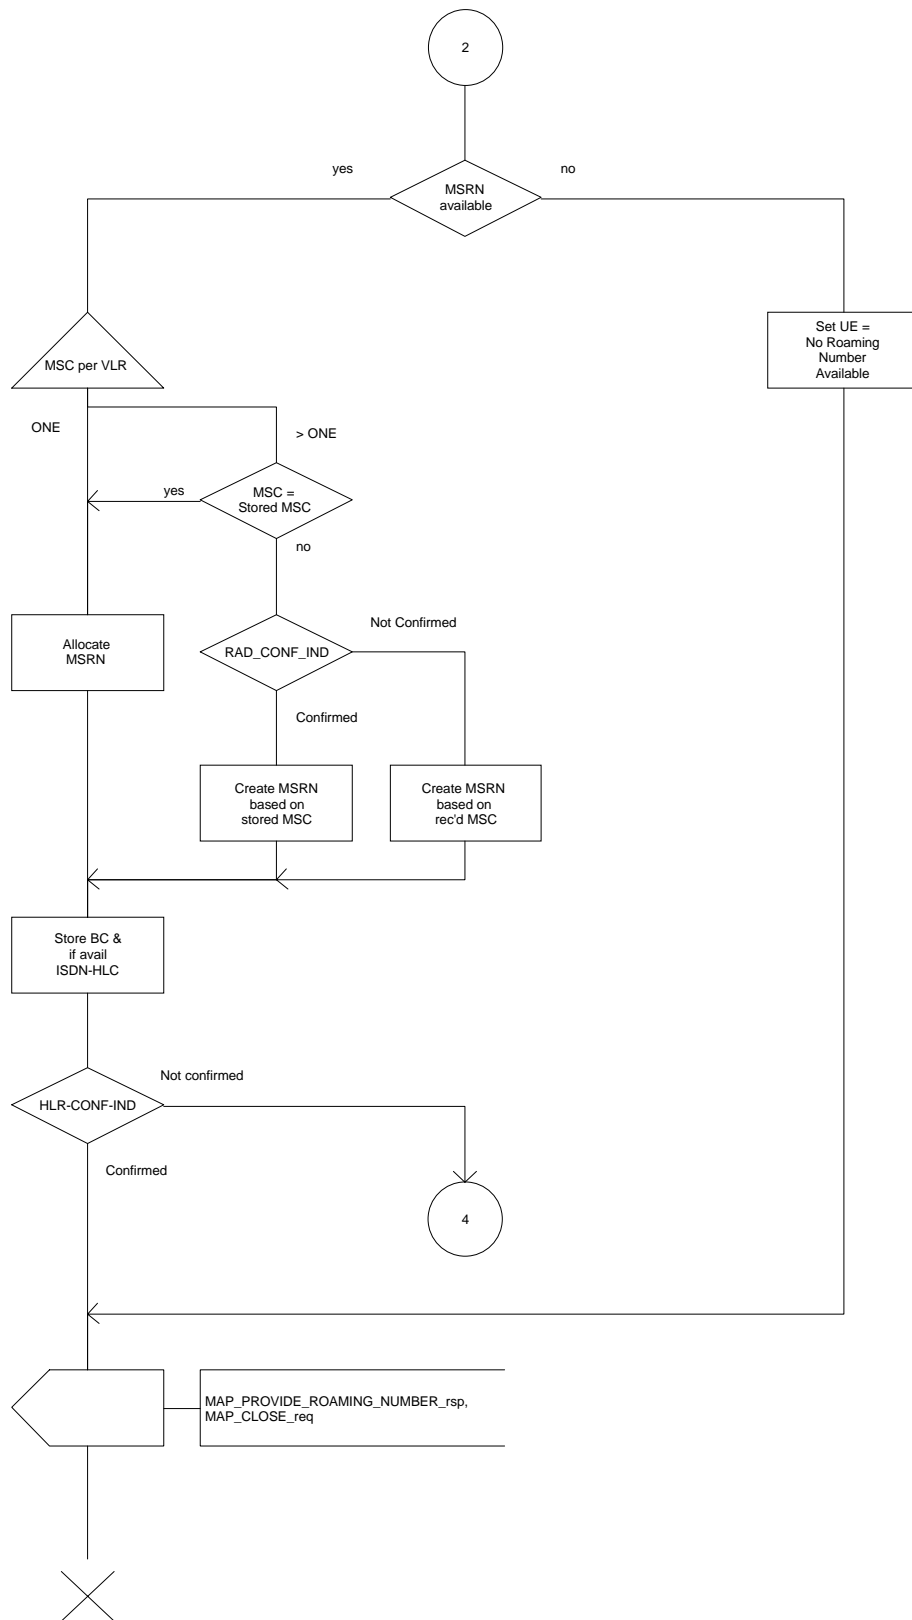 2
yes
no
MSRN
available
MSC per VLR
Set UE =
No Roaming
Number
Available
ONE
> ONE
yes
MSC =
Stored MSC
no
Allocate
MSRN
Not Confirmed
RAD_CONF_IND
Confirmed
Create MSRN
based on
stored MSC
Create MSRN
based on
rec'd MSC
Store BC &
if avail
ISDN-HLC
Not confirmed
HLR-CONF-IND
Confirmed
4
MAP_PROVIDE_ROAMING_NUMBER_rsp,
MAP_CLOSE_req